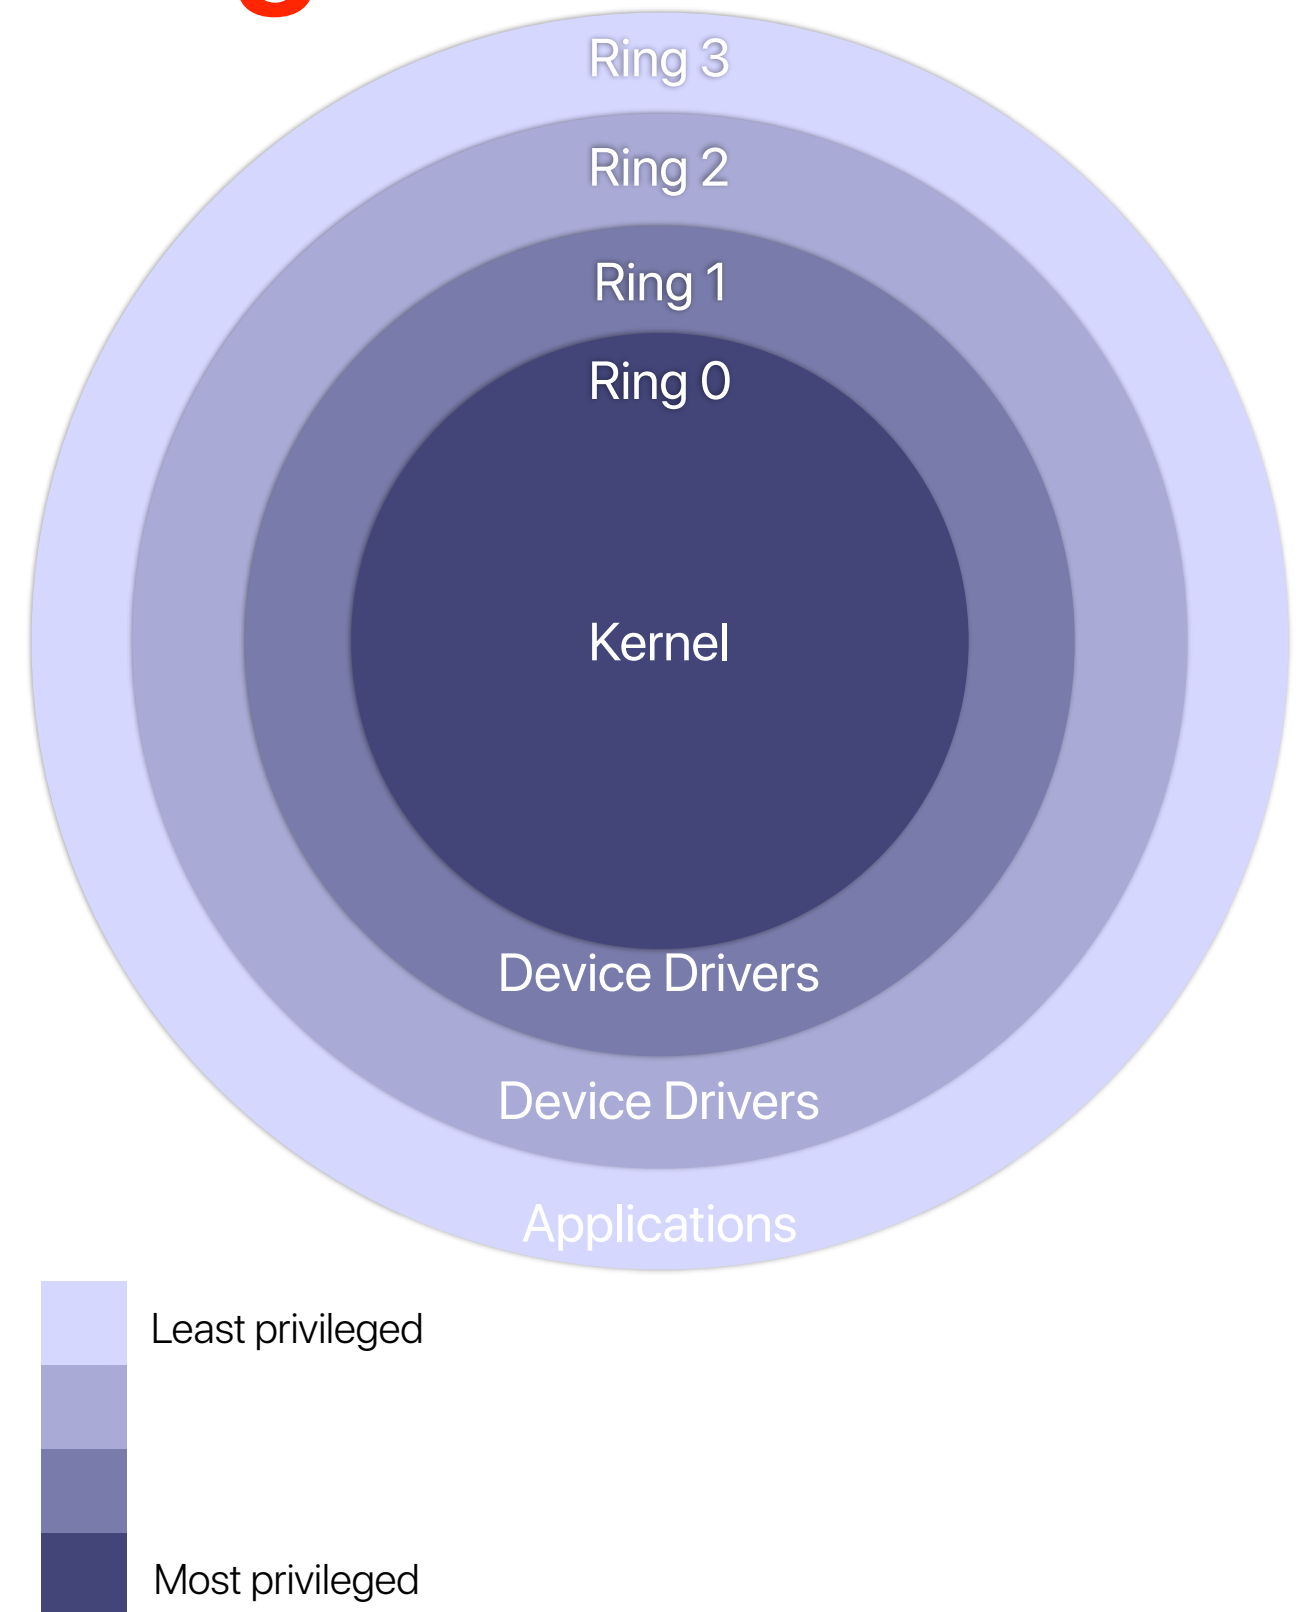 Ring 3
Ring 2
Ring 1
Ring 0
Kernel
Device Drivers
Device Drivers
Applications
Least privileged
Most privileged